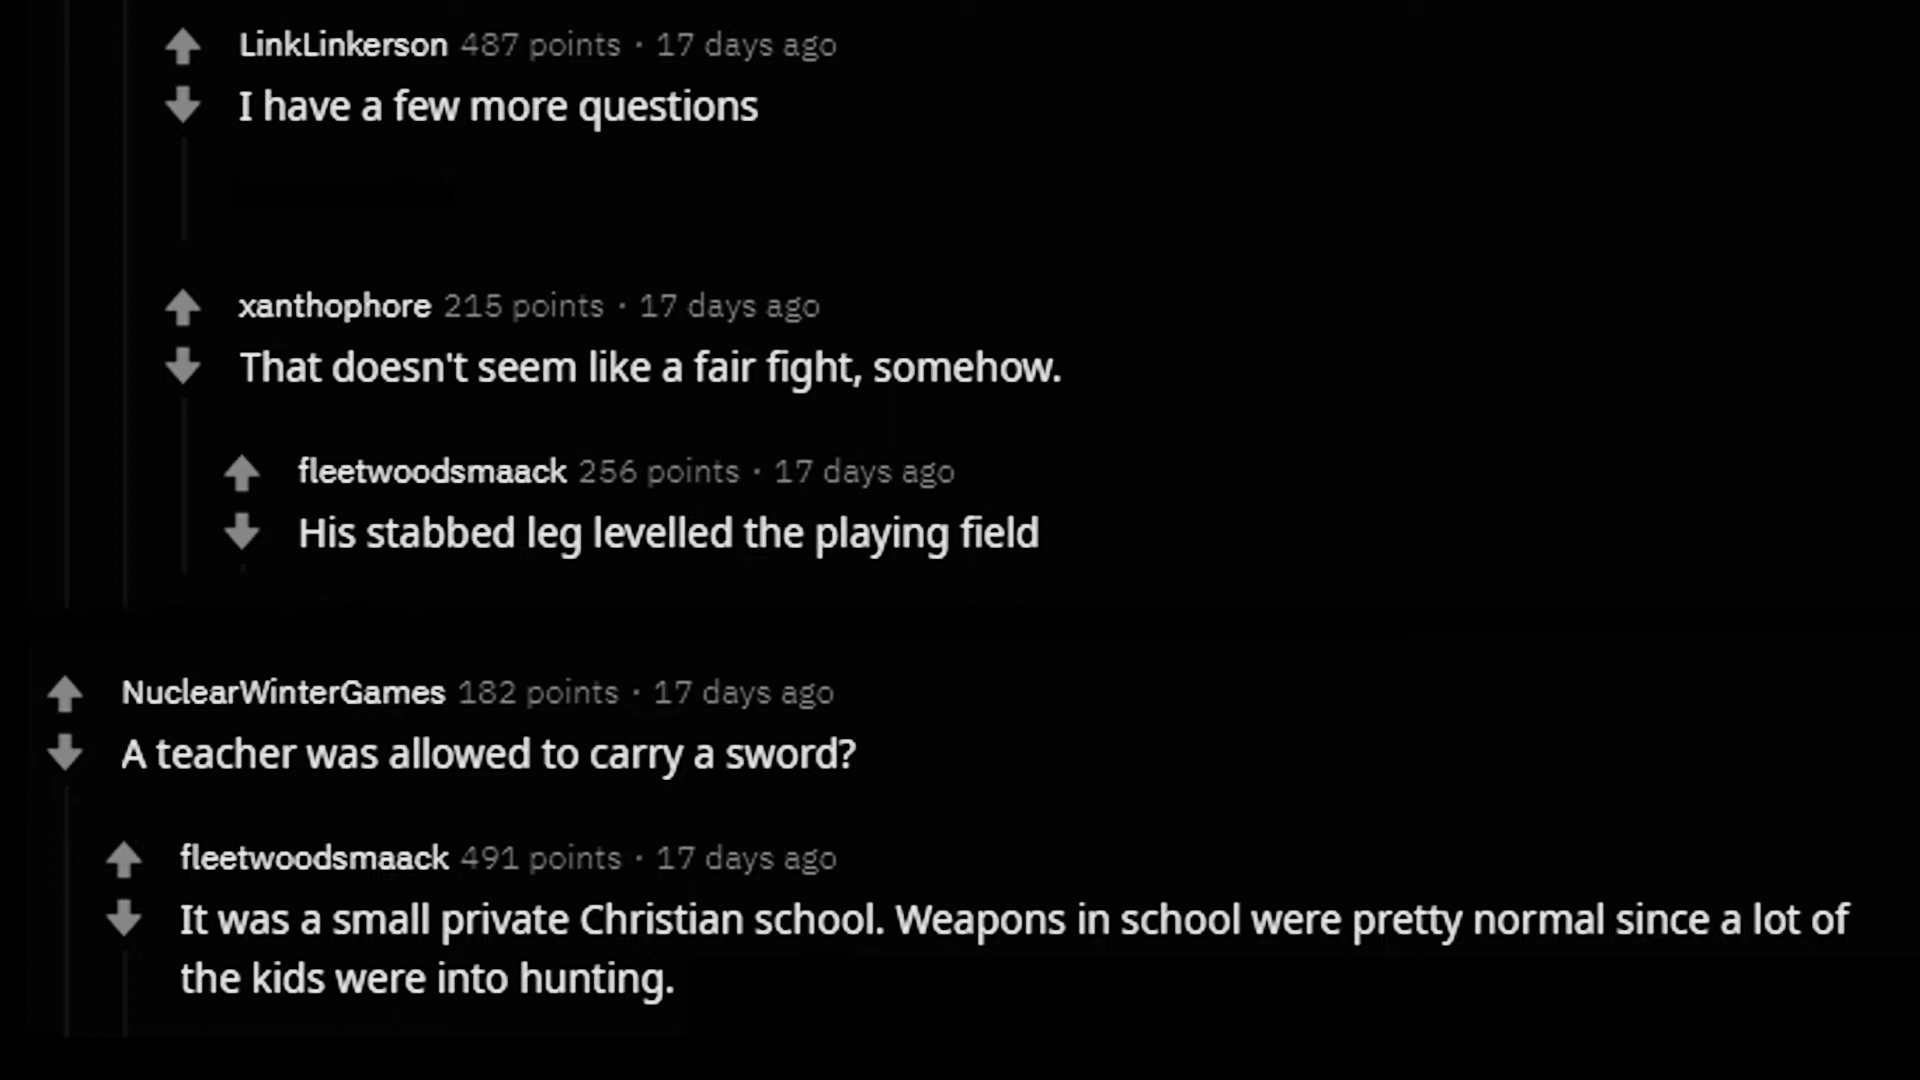 LinkLinkerson 487 points · 17 days ago
I have a few more questions
xanthophore 215 points · 17 days ago
That doesn't seem like a fair fight, somehow.
fleetwoodsmaack 256 points · 17 days ago
His stabbed leg levelled the playing field
NuclearWinterGames 182 points · 17 days ago
A teacher was allowed to carry a sword?
fleetwoodsmaack 491 points · 17 days ago
It was a small private Christian school. Weapons in school were pretty normal since a lot of
the kids were into hunting.